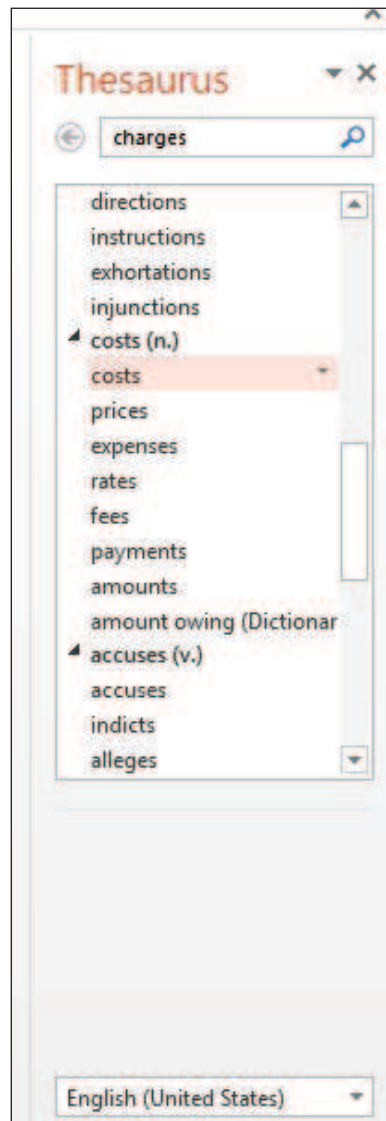 Thesaurus
charges
directions
instructions
exhortations
injunctions
costs (n.)
costs
prices
expenses
rates
fees
payments
amounts
amount owing (Dictionar
accuses (v.)
accuses
indicts
alleges
English (United States)